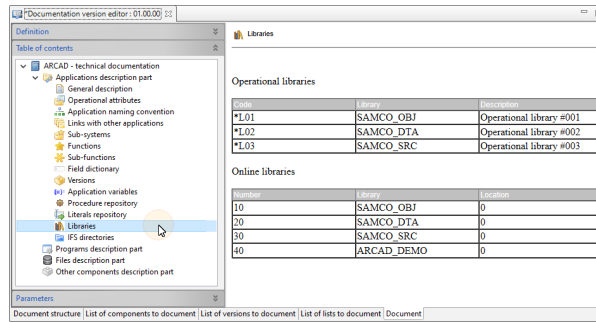 *Documentation version editor : 01.00.00
Definition
Table of contents
ARCAD - technical documentation
Applications description part
General description
Operational attributes
Application naming convention
Links with other applications
Sub-systems
Functions
Sub-functions
Field dictionary
Versions
Application variables
Procedure repository
Literals repository
Libraries
IFS directories
Programs description part
Files description part
Other components description part
Parameters
Libraries
Operational libraries
Code Library Description
*L01 SAMCO_OBJ Operational library #001
*L02 SAMCO_DTA Operational library #002
*L03 SAMCO_SRC Operational library #003
Online libraries
Number Library Location
10 SAMCO_OBJ 0
20 SAMCO_DTA 0
30 SAMCO_SRC 0
40 ARCAD_DEMO 0
Document structure List of components to document List of versions to document List of lists to document Document